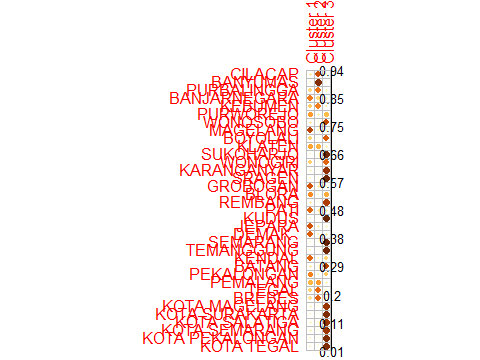 Cluster 1
Cluster 2
Cluster 3
CILACAP
BANYUMAS
PURBALINGGA
BANJARNEGARA
KEBUMEN
PURWOREJO
WONOSOBO
MAGELANG
BOYOLALI
KLATEN
SUKOHARJO
WONOGIRI
KARANGANYAR
SRAGEN
GROBOGAN
BLORA
REMBANG
PATI
KUDUS
JEPARA
DEMAK
SEMARANG
TEMANGGUNG
KENDAL
BATANG
PEKALONGAN
PEMALANG
TEGAL
BREBES
KOTA MAGELANG
KOTA SURAKARTA
KOTA SALATIGA
KOTA SEMARANG
KOTA PEKALONGAN
KOTA TEGAL
0.94
0.85
0.75
0.66
0.57
0.48
0.38
0.29
0.2
0.11
0.01